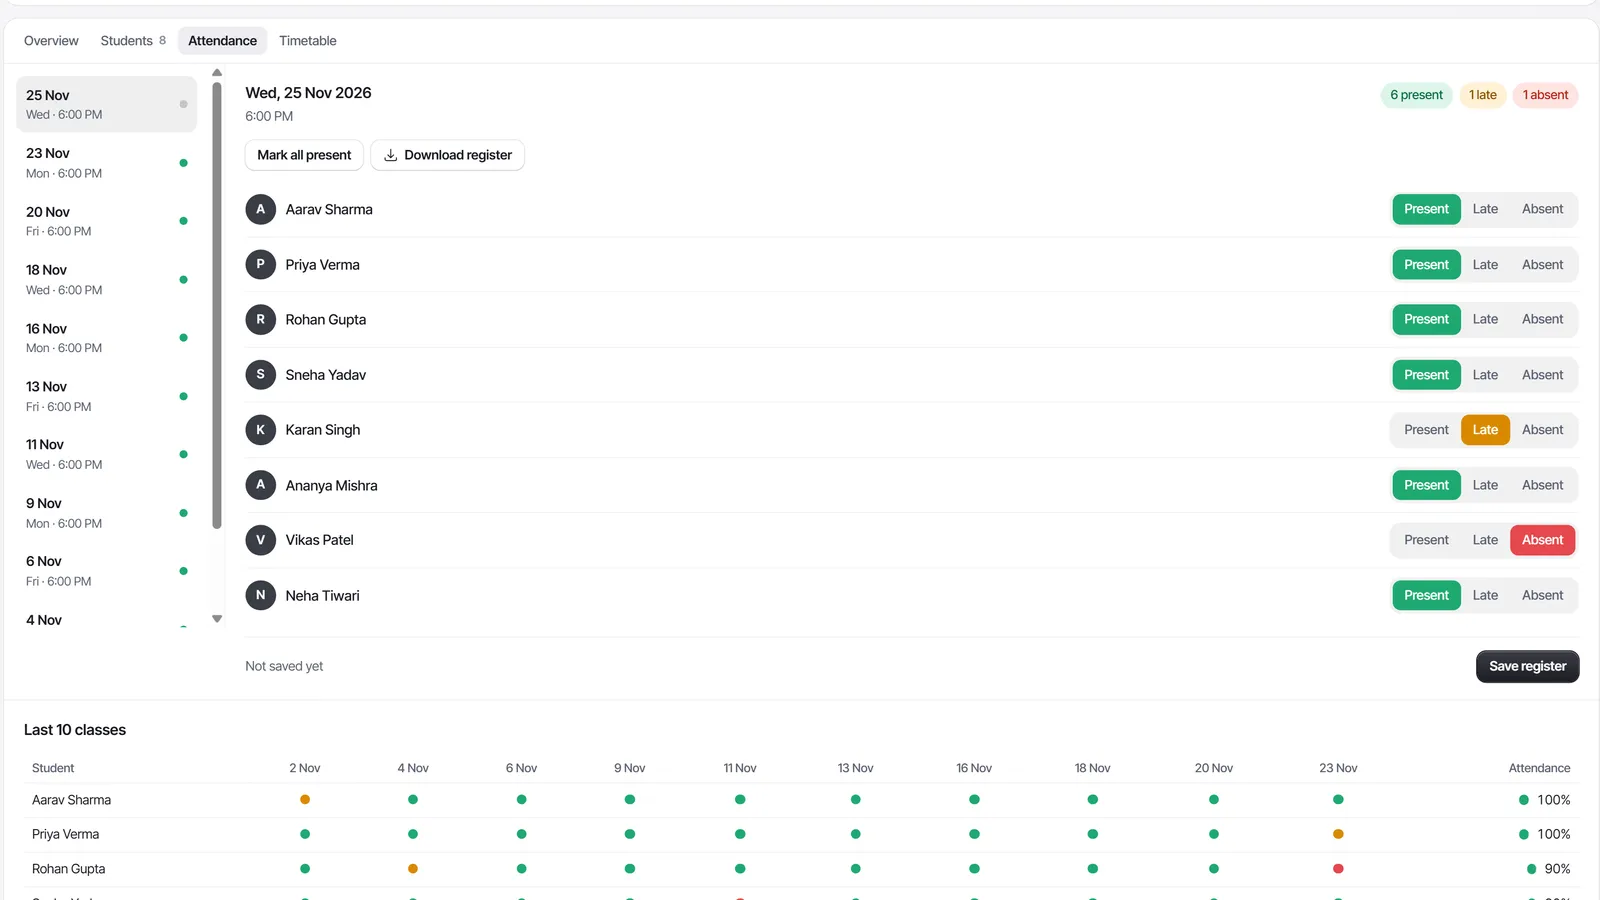 Overview Students 8 Attendance Timetable
25 Nov
Wed · 6:00 PM
23 Nov
Mon · 6:00 PM
20 Nov
Fri · 6:00 PM
18 Nov
Wed · 6:00 PM
16 Nov
Mon · 6:00 PM
13 Nov
Fri · 6:00 PM
11 Nov
Wed · 6:00 PM
9 Nov
Mon · 6:00 PM
6 Nov
Fri · 6:00 PM
4 Nov
Wed, 25 Nov 2026
6:00 PM
6 present 1 late 1 absent
Mark all present Download register
A Aarav Sharma Present Late Absent
P Priya Verma Present Late Absent
R Rohan Gupta Present Late Absent
S Sneha Yadav Present Late Absent
K Karan Singh Present Late Absent
A Ananya Mishra Present Late Absent
V Vikas Patel Present Late Absent
N Neha Tiwari Present Late Absent
Not saved yet Save register
Last 10 classes
Student 2 Nov 4 Nov 6 Nov 9 Nov 11 Nov 13 Nov 16 Nov 18 Nov 20 Nov 23 Nov Attendance
Aarav Sharma 100%
Priya Verma 100%
Rohan Gupta 90%